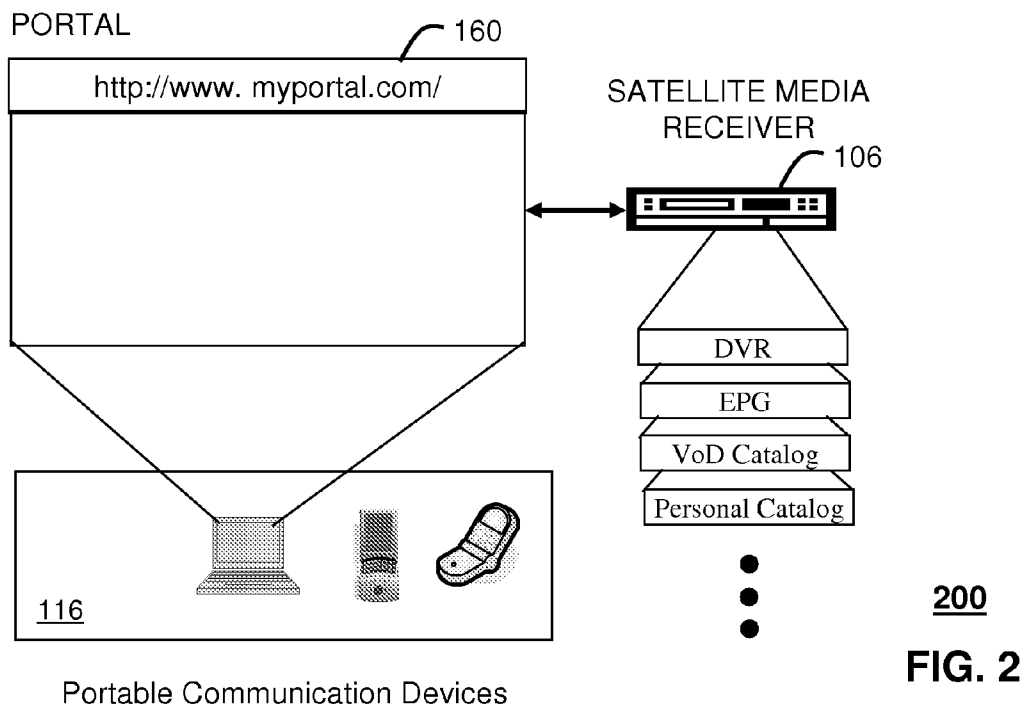 PORTAL
160
http://www. myportal.com/
SATELLITE MEDIA
RECEIVER
106
DVR
EPG
VoD Catalog
Personal Catalog
116
200
FIG. 2
Portable Communication Devices